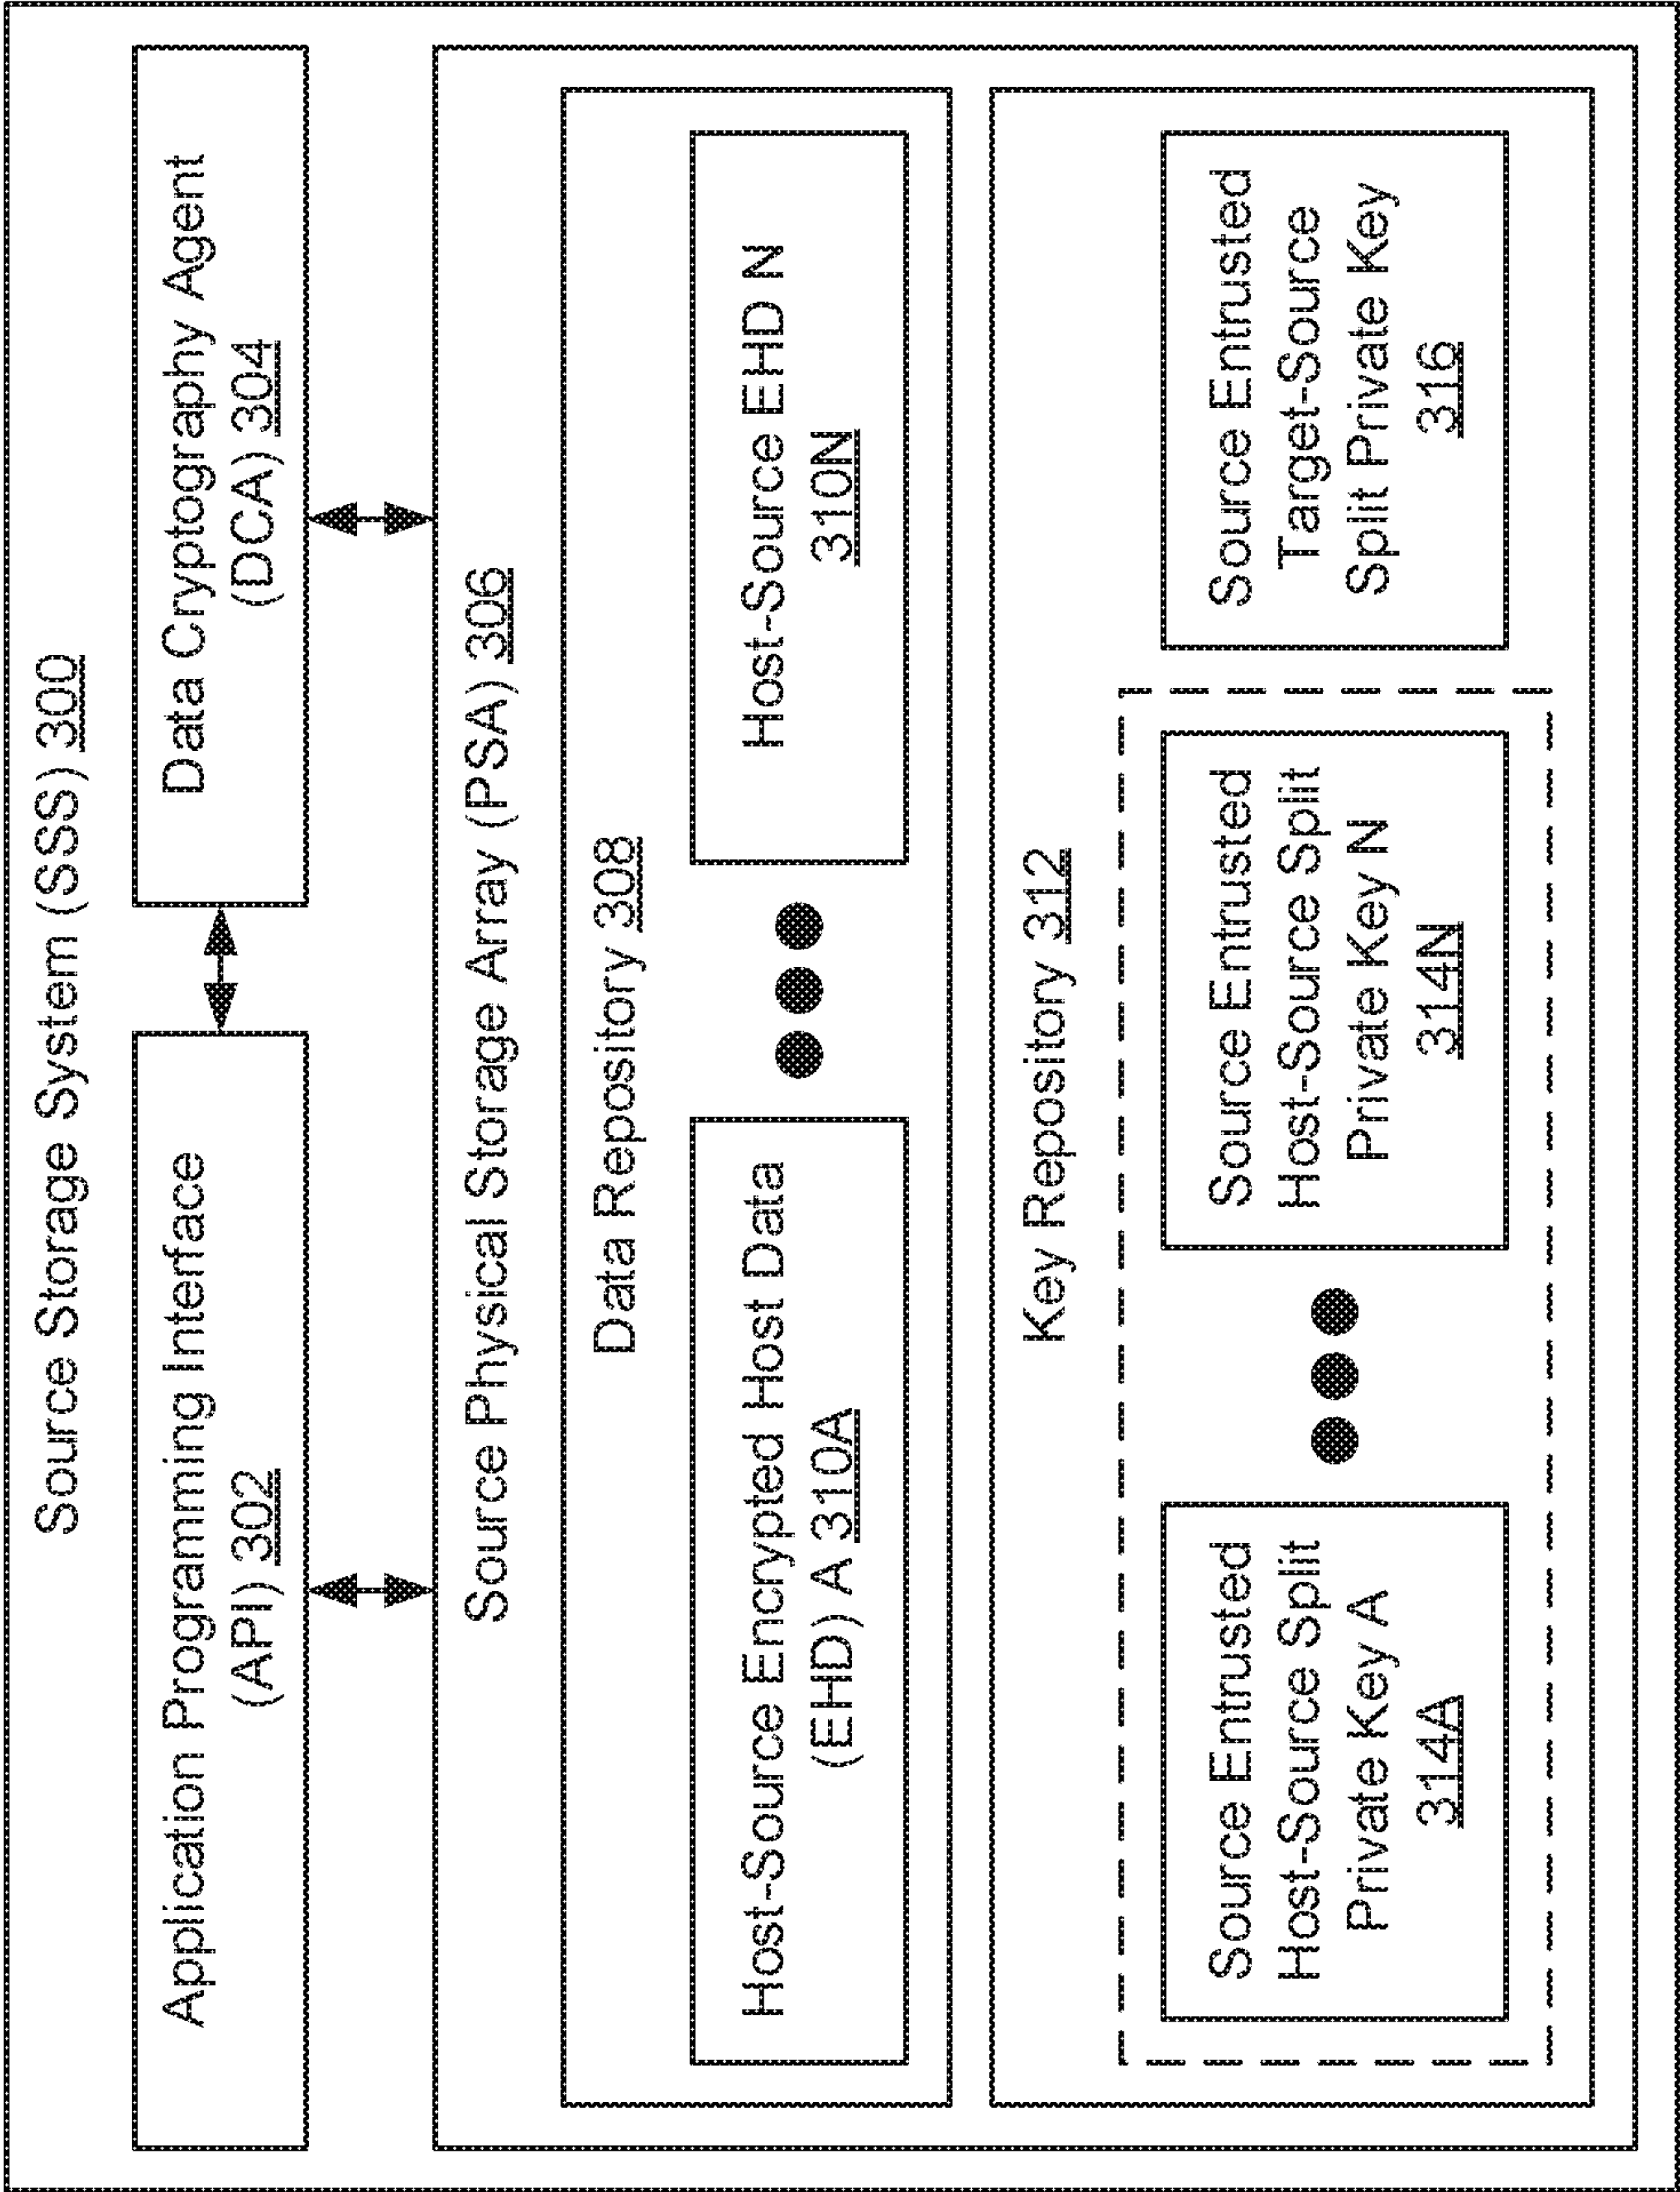 Source Storage System (SSS) 300
Application Programming Interface
(API) 302
Data Cryptography Agent
(DCA) 304
Source Physical Storage Array (PSA) 306
Data Repository 308
Host-Source Encrypted Host Data
(EHD) A 310A
Host-Source EHD N
310N
Key Repository 312
Source Entrusted
Host-Source Split
Private Key A
314A
Source Entrusted
Host-Source Split
Private Key N
314N
Source Entrusted
Target-Source
Split Private Key
316